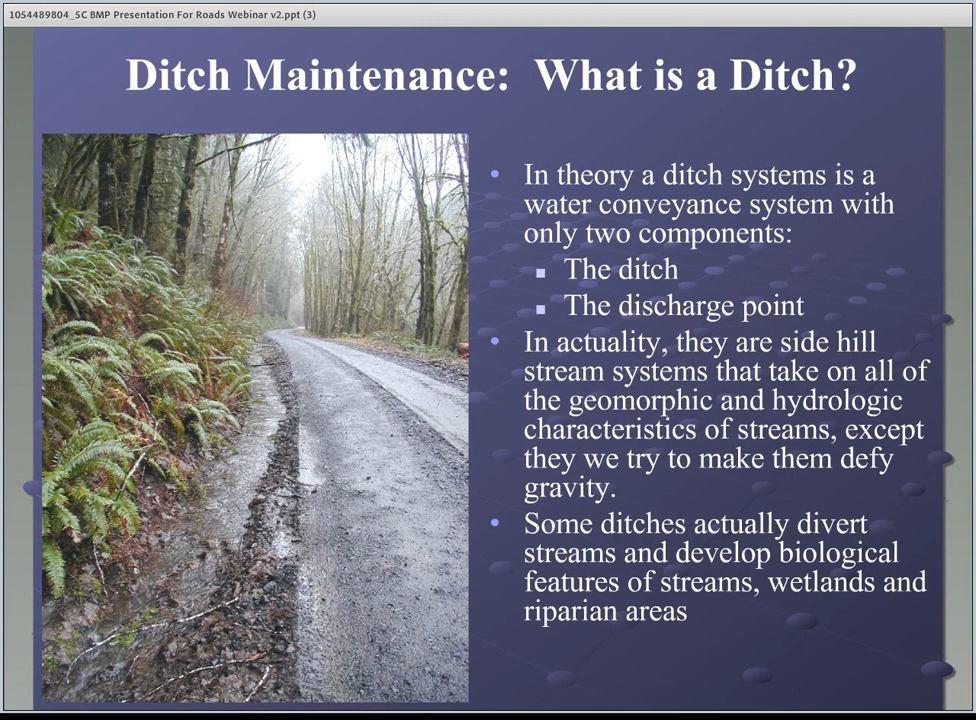 1054489804_5C BMP Presentation For Roads Webinar v2.ppt (3)
Ditch Maintenance: What is a Ditch?
In theory a ditch systems is a
water conveyance system with
only two components:
The ditch
The discharge point
In actuality, they are side hill
stream systems that take on all of
the geomorphic and hydrologic
characteristics of streams, except
they we try to make them defy
gravity.
Some ditches actually divert
streams and develop biological
features of streams, wetlands and
riparian areas